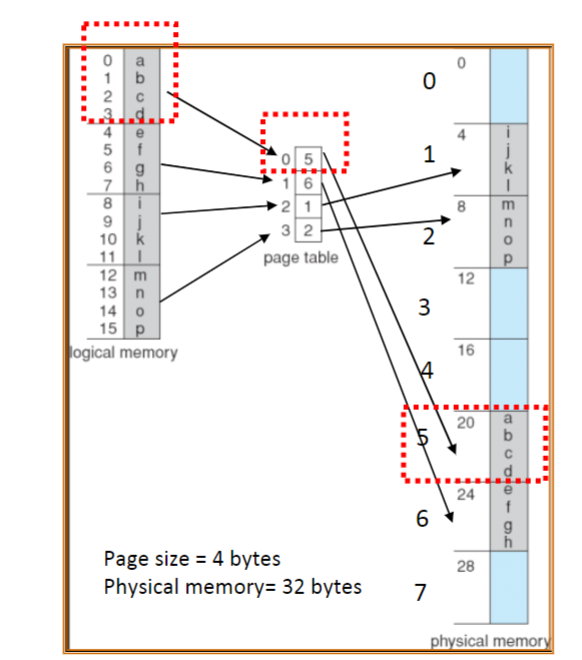 0 a
1 b
2 c
3 d
4 e
5 f
6 g
7 h
8 i
9 j
10 k
11 l
12 m
13 n
14 o
15 p
logical memory
0 5
1 6
2 1
3 2
page table
0
0
1
4
i
j
k
l
2
8
m
n
o
p
3
12
4
16
5
20
a
b
c
d
6
24
e
f
g
h
7
28
physical memory
Page size = 4 bytes
Physical memory= 32 bytes